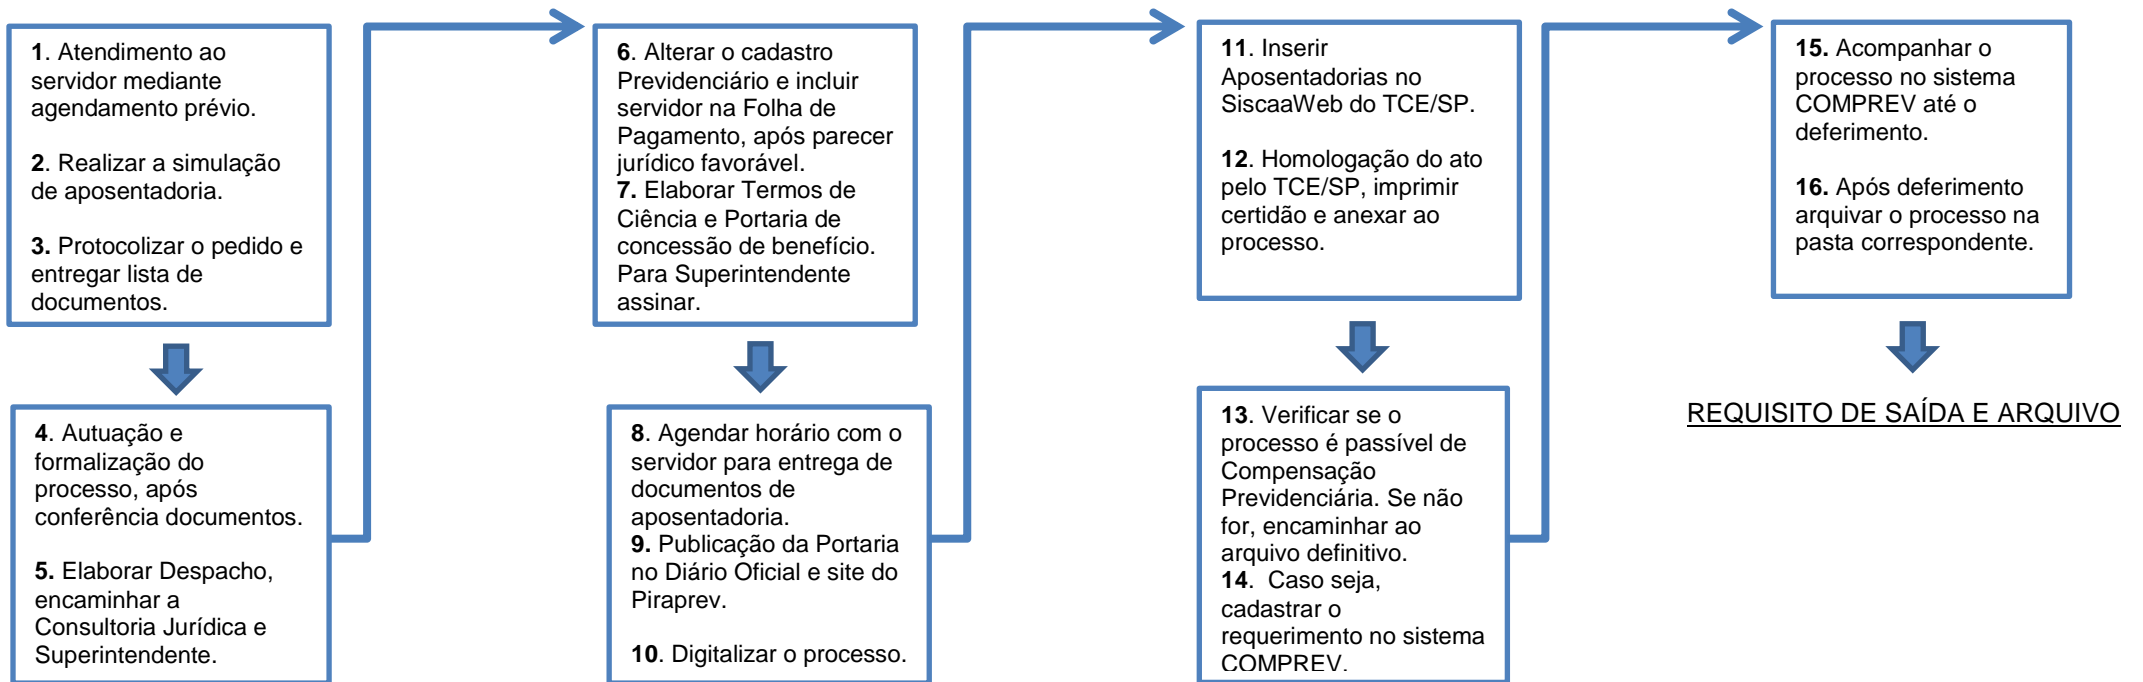 1. Atendimento ao
servidor mediante
agendamento prévio.
2. Realizar a simulação
de aposentadoria.
3. Protocolizar o pedido e
entregar lista de
documentos.
4. Autuação e
formalização do
processo, após
conferência documentos.
5. Elaborar Despacho,
encaminhar a
Consultoria Jurídica e
Superintendente.
6. Alterar o cadastro
Previdenciário e incluir
servidor na Folha de
Pagamento, após parecer
jurídico favorável.
7. Elaborar Termos de
Ciência e Portaria de
concessão de benefício.
Para Superintendente
assinar.
8. Agendar horário com o
servidor para entrega de
documentos de
aposentadoria.
9. Publicação da Portaria
no Diário Oficial e site do
Piraprev.
10. Digitalizar o processo.
11. Inserir
Aposentadorias no
SiscaaWeb do TCE/SP.
12. Homologação do ato
pelo TCE/SP, imprimir
certidão e anexar ao
processo.
13. Verificar se o
processo é passível de
Compensação
Previdenciária. Se não
for, encaminhar ao
arquivo definitivo.
14. Caso seja,
cadastrar o
requerimento no sistema
COMPREV.
15. Acompanhar o
processo no sistema
COMPREV até o
deferimento.
16. Após deferimento
arquivar o processo na
pasta correspondente.
REQUISITO DE SAÍDA E ARQUIVO